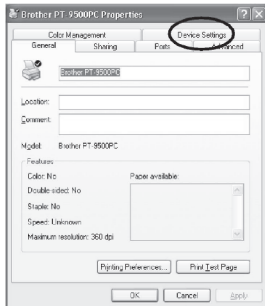 Brother PT-9500PC Properties
Color Management
Device Settings
General
Sharing
Ports
Advanced
Brother PT-9500PC
Location:
Comment:
Model: Brother PT-9500PC
Features
Color: No
Paper available:
Double-sided: No
Staple: No
Speed: Unknown
Maximum resolution: 360 dpi
Printing Preferences...
Print Test Page
OK
Cancel
Apply